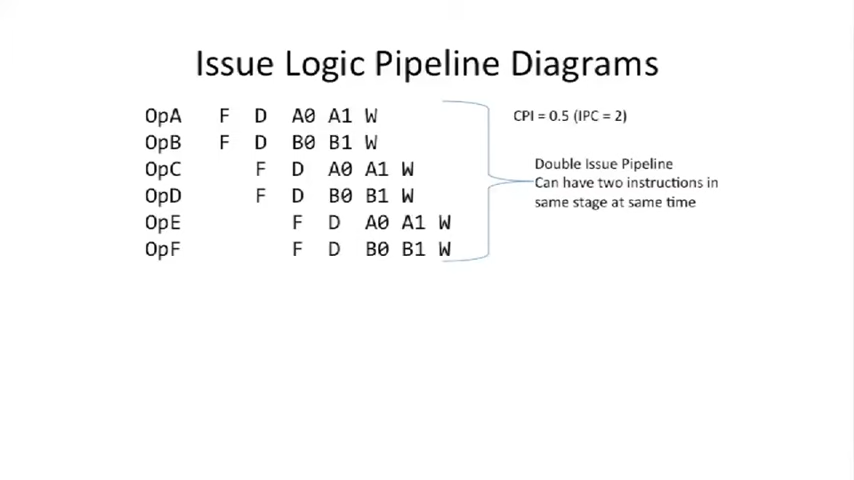 Issue Logic Pipeline Diagrams
OpA F D A0 A1 W
OpB F D B0 B1 W
OpC F D A0 A1 W
OpD F D B0 B1 W
OpE F D A0 A1 W
OpF F D B0 B1 W
CPI = 0.5 (IPC = 2)
Double Issue Pipeline
Can have two instructions in
same stage at same time